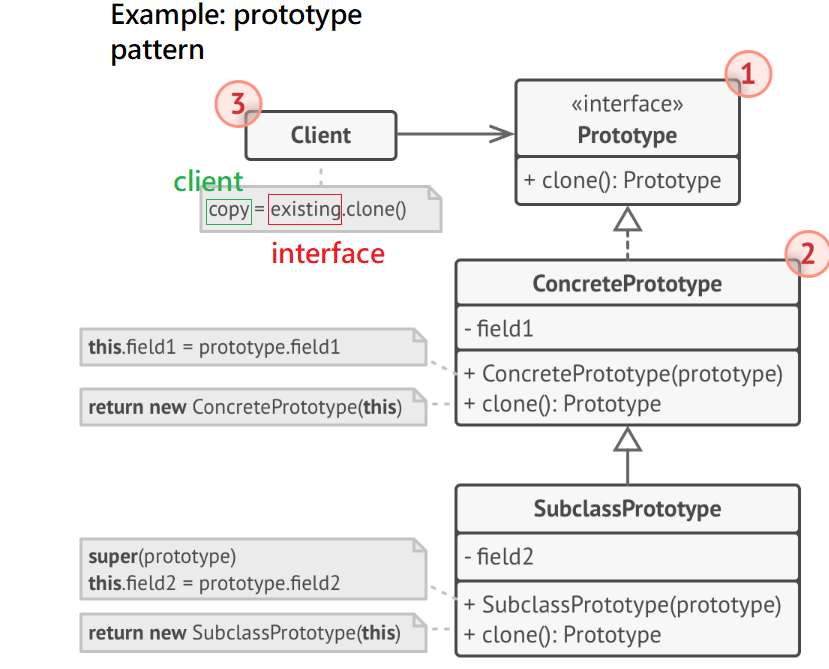 Example: prototype
pattern
1
«interface»
Prototype
+ clone(): Prototype
3
Client
client
copy = existing.clone()
interface
2
ConcretePrototype
- field1
+ ConcretePrototype(prototype)
+ clone(): Prototype
this.field1 = prototype.field1
return new ConcretePrototype(this)
SubclassPrototype
- field2
+ SubclassPrototype(prototype)
+ clone(): Prototype
super(prototype)
this.field2 = prototype.field2
return new SubclassPrototype(this)